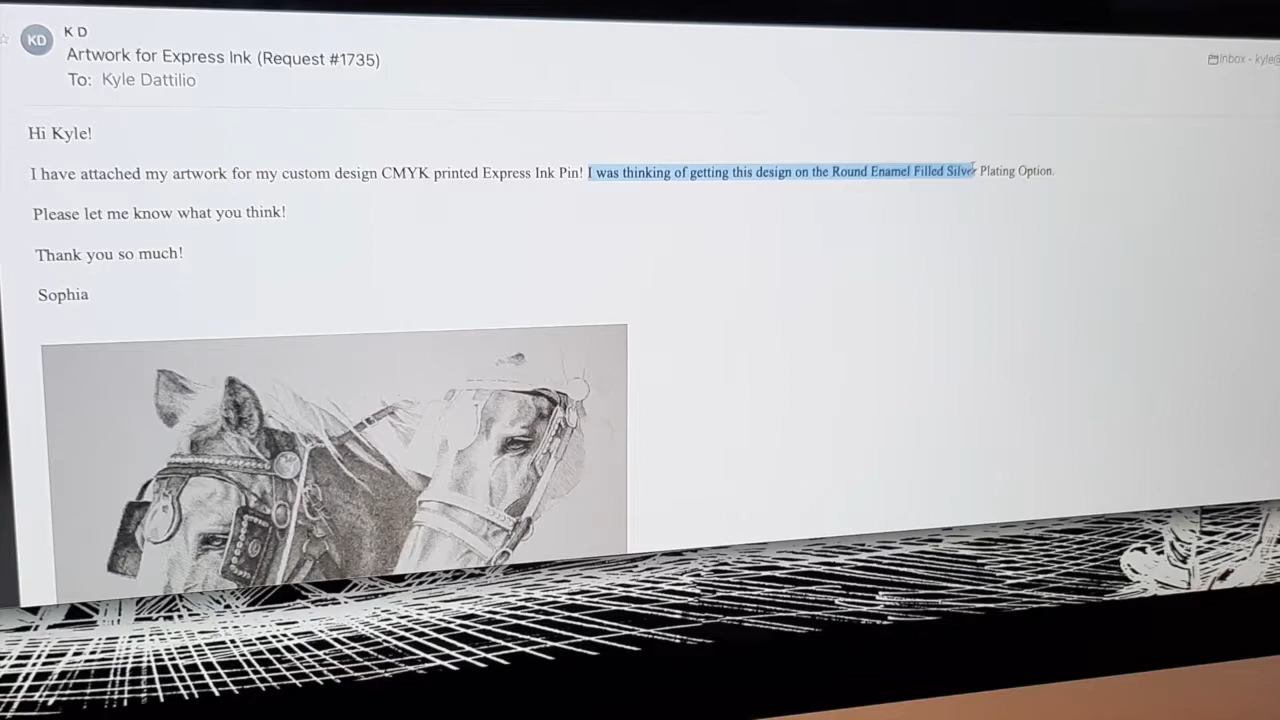 KD
K D
Artwork for Express Ink (Request #1735)
To: Kyle Dattilio
Inbox - kyle@
Hi Kyle!
I have attached my artwork for my custom design CMYK printed Express Ink Pin! I was thinking of getting this design on the Round Enamel Filled Silver Plating Option.
Please let me know what you think!
Thank you so much!
Sophia